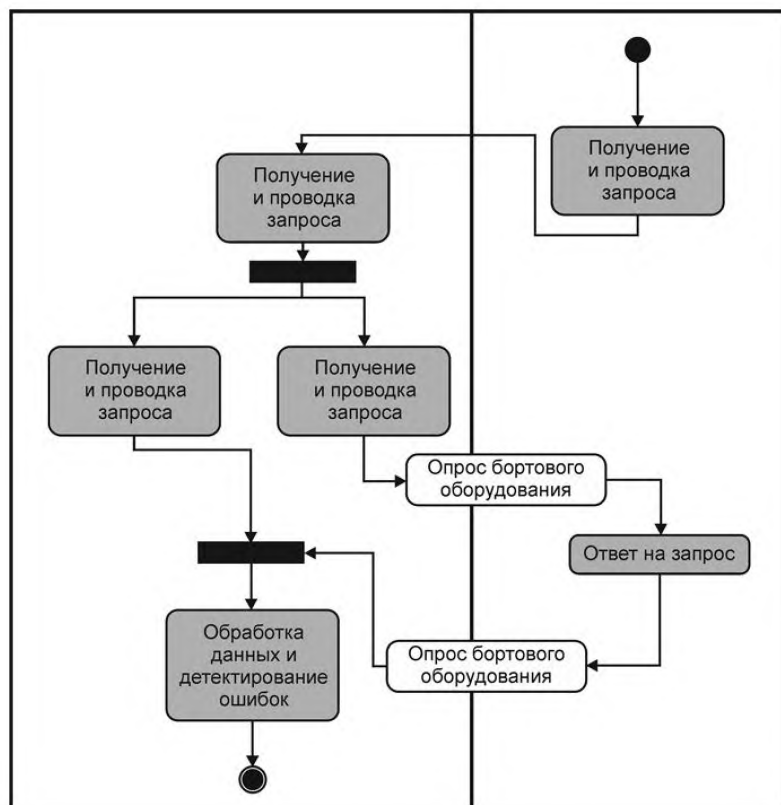 Получение
и проводка
запроса
Получение
и проводка
запроса
Получение
и проводка
запроса
Получение
и проводка
запроса
Опрос бортового
оборудования
Ответ на запрос
Обработка
данных и
детектирование
ошибок
Опрос бортового
оборудования